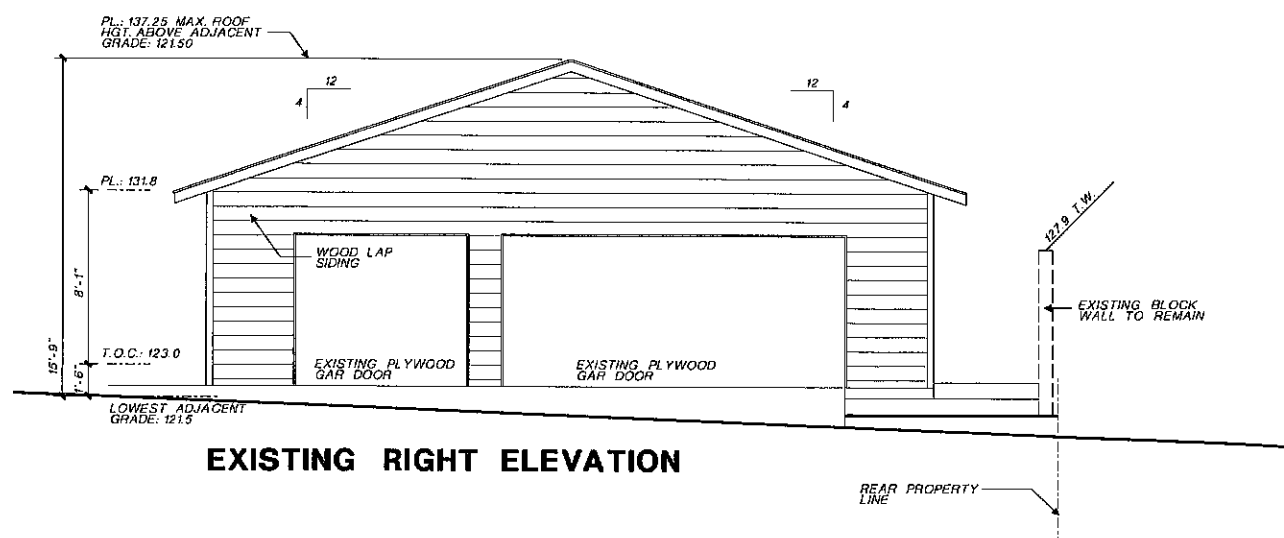 PL.: 137.25 MAX. ROOF
HGT. ABOVE ADJACENT
GRADE: 121.50
12
4
12
4
PL.: 131.8
127.9 T.W.
WOOD LAP
SIDING
8'-1"
15'-9"
EXISTING BLOCK
WALL TO REMAIN
T.O.C.: 123.0
1'-6"
EXISTING PLYWOOD
GAR DOOR
EXISTING PLYWOOD
GAR DOOR
LOWEST ADJACENT
GRADE: 121.5
EXISTING RIGHT ELEVATION
REAR PROPERTY
LINE